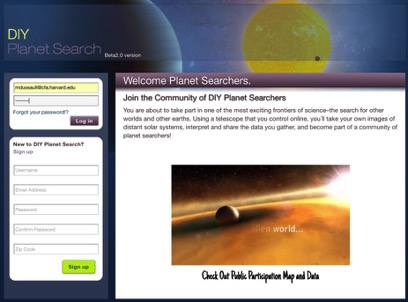 DIY
Planet Search Beta2.0 version
mdussault@cfa.harvard.edu
Forgot your password?
Log in
New to DIY Planet Search?
Sign up
Username
Email Address
Password
Confirm Password
Zip Code
Sign up
Welcome Planet Searchers.
Join the Community of DIY Planet Searchers
You are about to take part in one of the most exciting frontiers of science–the search for other
worlds and other earths. Using a telescope that you control online, you'll take your own images of
distant solar systems, interpret and share the data you gather, and become part of a community of
planet searchers!
alien world...
Check Out Public Participation Map and Data